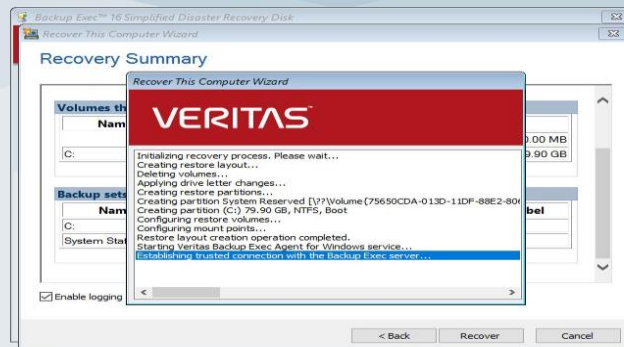 Backup Exec™ 16 Simplified Disaster Recovery Disk
Recover This Computer Wizard
Recovery Summary
Recover This Computer Wizard
VERITAS™
Volumes th
Nam
0.00 MB
C:
9.90 GB
Initializing recovery process. Please wait...
Creating restore layout...
Deleting volumes...
Applying drive letter changes...
Creating restore partitions...
Creating partition System Reserved [\??\Volume{75650CDA-013D-11DF-88E2-806
Creating partition (C:) 79.90 GB, NTFS, Boot
Configuring restore volumes...
Configuring mount points...
Restore layout creation operation completed.
Starting Veritas Backup Exec Agent for Windows service...
Establishing trusted connection with the Backup Exec server...
Backup sets
Nam
bel
C:
System Stat
Enable logging
< Back
Recover
Cancel